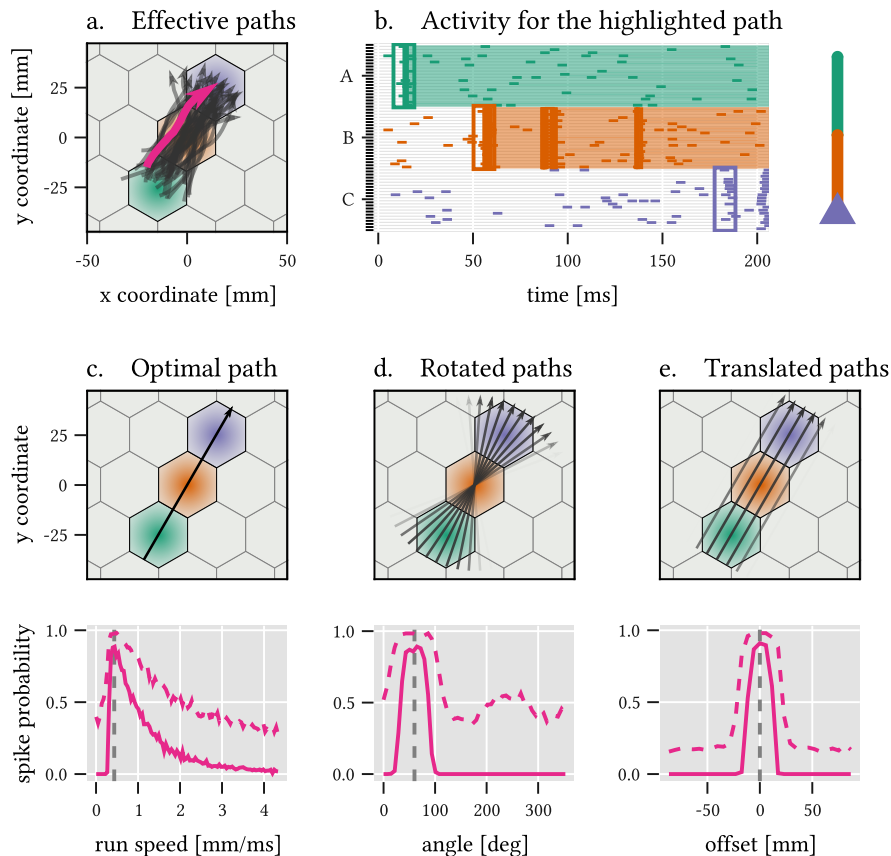 a. Effective paths
b. Activity for the highlighted path
y coordinate [mm]
25
0
-25
-50
0
50
x coordinate [mm]
A
B
C
0
50
100
150
200
time [ms]
c. Optimal path
d. Rotated paths
e. Translated paths
y coordinate
25
0
-25
spike probability
1.0
0.5
0.0
0
1
2
3
4
run speed [mm/ms]
1.0
0.5
0.0
0
100
200
300
angle [deg]
1.0
0.5
0.0
-50
0
50
offset [mm]